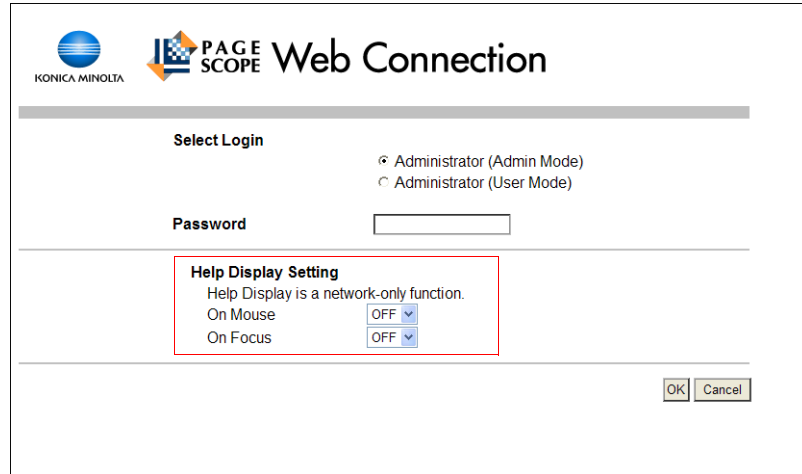 KONICA MINOLTA
PAGE SCOPE Web Connection
Select Login
Administrator (Admin Mode)
Administrator (User Mode)
Password
Help Display Setting
Help Display is a network-only function.
On Mouse OFF
On Focus OFF
OK Cancel